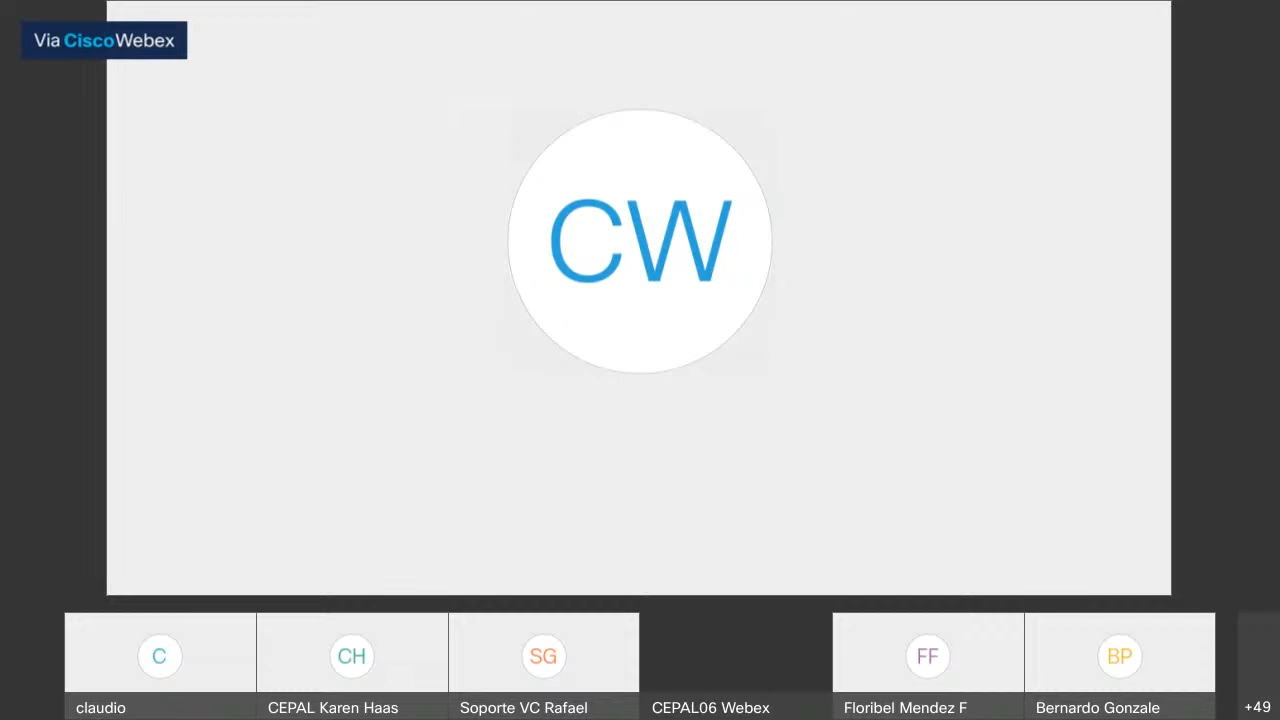 Via CiscoWebex
CW
C
CH
SG
FF
BP
claudio
CEPAL Karen Haas
Soporte VC Rafael
CEPAL06 Webex
Floribel Mendez F
Bernardo Gonzale
+49